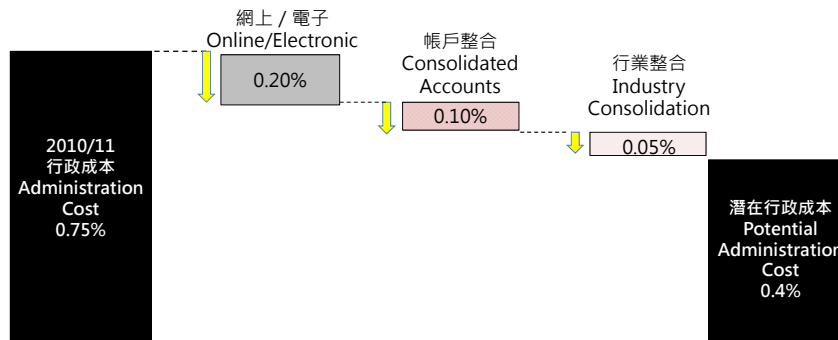 網上 / 電子
Online/Electronic
0.20%
帳戶整合
Consolidated
Accounts
0.10%
行業整合
Industry
Consolidation
0.05%
2010/11
行政成本
Administration
Cost
0.75%
潛在行政成本
Potential
Administration
Cost
0.4%